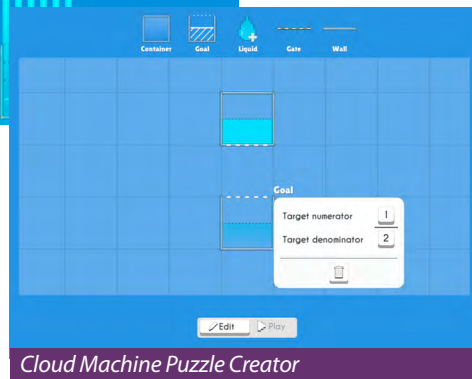 Container Goal Liquid Gate Wall
Goal
Target numerator 1
Target denominator 2
Edit Play
Cloud Machine Puzzle Creator